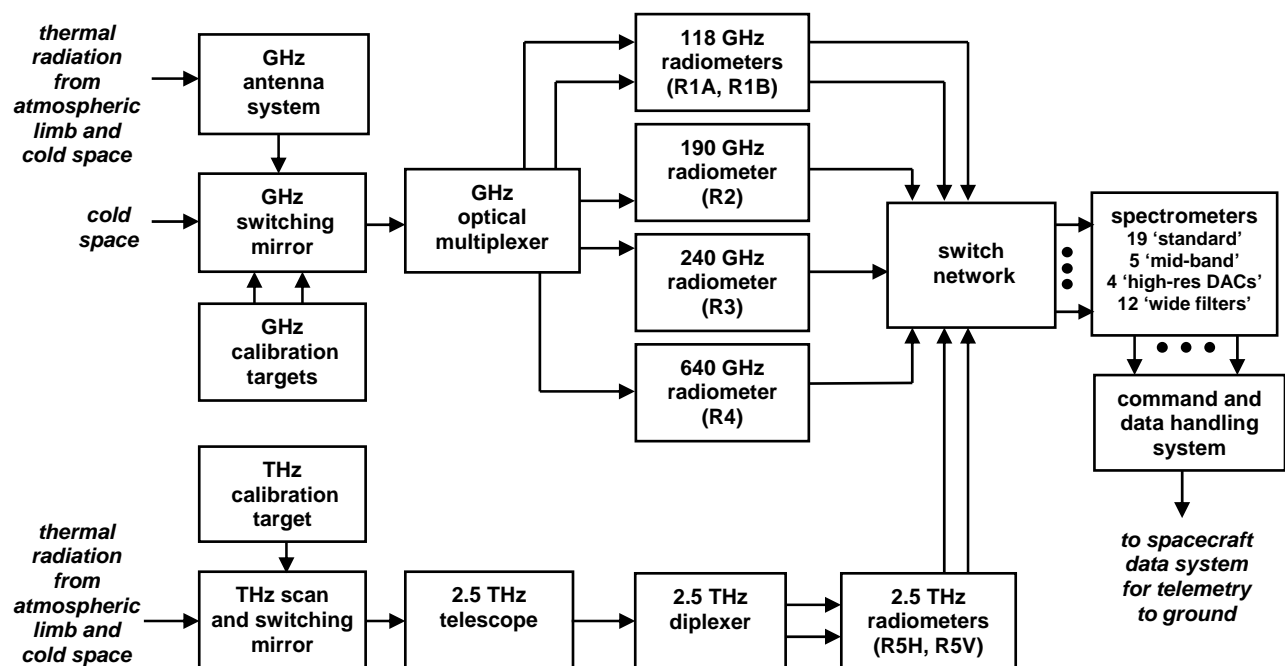 thermal
radiation
from
atmospheric
limb and
cold space
GHz
antenna
system
cold
space
GHz
switching
mirror
GHz
calibration
targets
GHz
optical
multiplexer
118 GHz
radiometers
(R1A, R1B)
190 GHz
radiometer
(R2)
240 GHz
radiometer
(R3)
640 GHz
radiometer
(R4)
switch
network
spectrometers
19 ‘standard’
5 ‘mid-band’
4 ‘high-res DACs’
12 ‘wide filters’
command and
data handling
system
to spacecraft
data system
for telemetry
to ground
THz
calibration
target
thermal
radiation
from
atmospheric
limb and
cold space
THz scan
and switching
mirror
2.5 THz
telescope
2.5 THz
diplexer
2.5 THz
radiometers
(R5H, R5V)